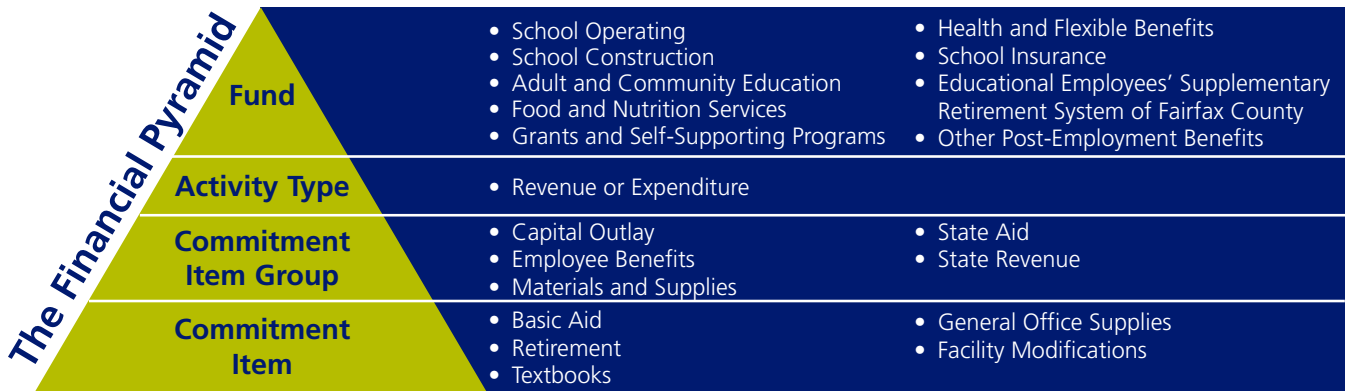 The Financial Pyramid
Fund
• School Operating
• School Construction
• Adult and Community Education
• Food and Nutrition Services
• Grants and Self-Supporting Programs
• Health and Flexible Benefits
• School Insurance
• Educational Employees’ Supplementary
Retirement System of Fairfax County
• Other Post-Employment Benefits
Activity Type
• Revenue or Expenditure
Commitment
Item Group
• Capital Outlay
• Employee Benefits
• Materials and Supplies
• State Aid
• State Revenue
Commitment
Item
• Basic Aid
• Retirement
• Textbooks
• General Office Supplies
• Facility Modifications